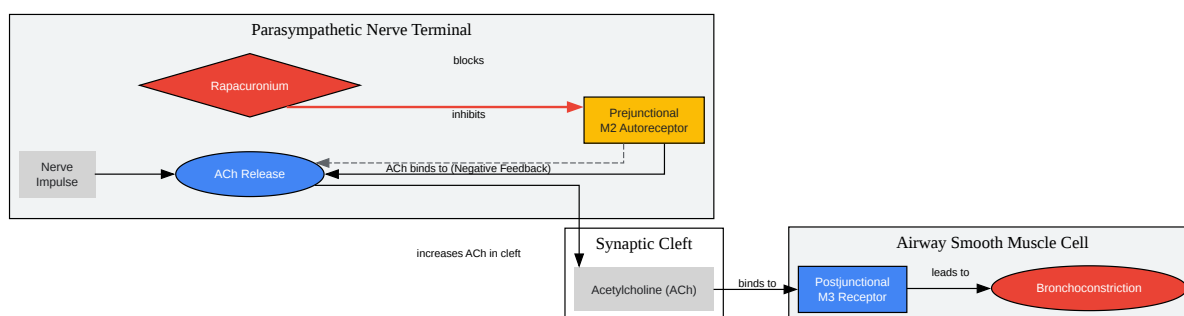 Parasympathetic Nerve Terminal
blocks
Rapacuronium
inhibits
Prejunctional
M2 Autoreceptor
Nerve
Impulse
ACh Release
ACh binds to (Negative Feedback)
increases ACh in cleft
Synaptic Cleft
Acetylcholine (ACh)
binds to
Airway Smooth Muscle Cell
Postjunctional
M3 Receptor
leads to
Bronchoconstriction